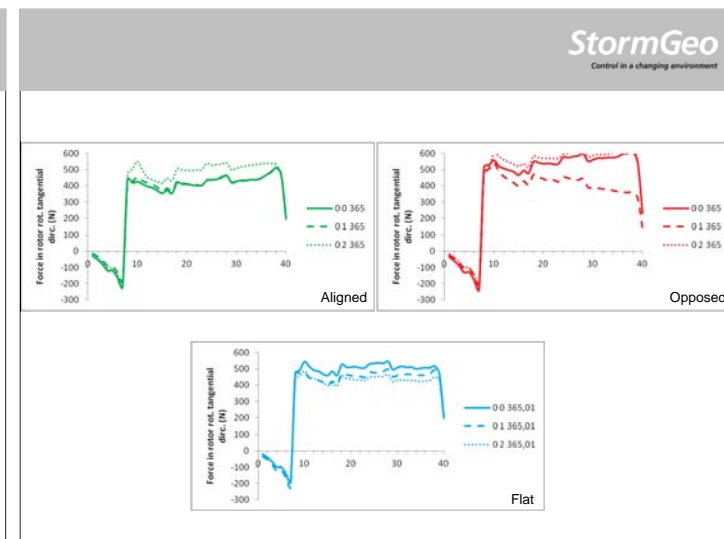 StormGeo
Control in a changing environment
Force in rotor rot. tangential
dirc. (N)
600
500
400
300
200
100
0
-100
-200
-300
0 10 20 30 40
0 0 365
0 1 365
0 2 365
Aligned
Force in rotor rot. tangential
dirc. (N)
600
500
400
300
200
100
0
-100
-200
-300
0 10 20 30 40
0 0 365
0 1 365
0 2 365
Opposed
Force in rotor rot. tangential
dirc. (N)
600
500
400
300
200
100
0
-100
-200
-300
0 10 20 30 40
0 0 365,01
0 1 365,01
0 2 365,01
Flat